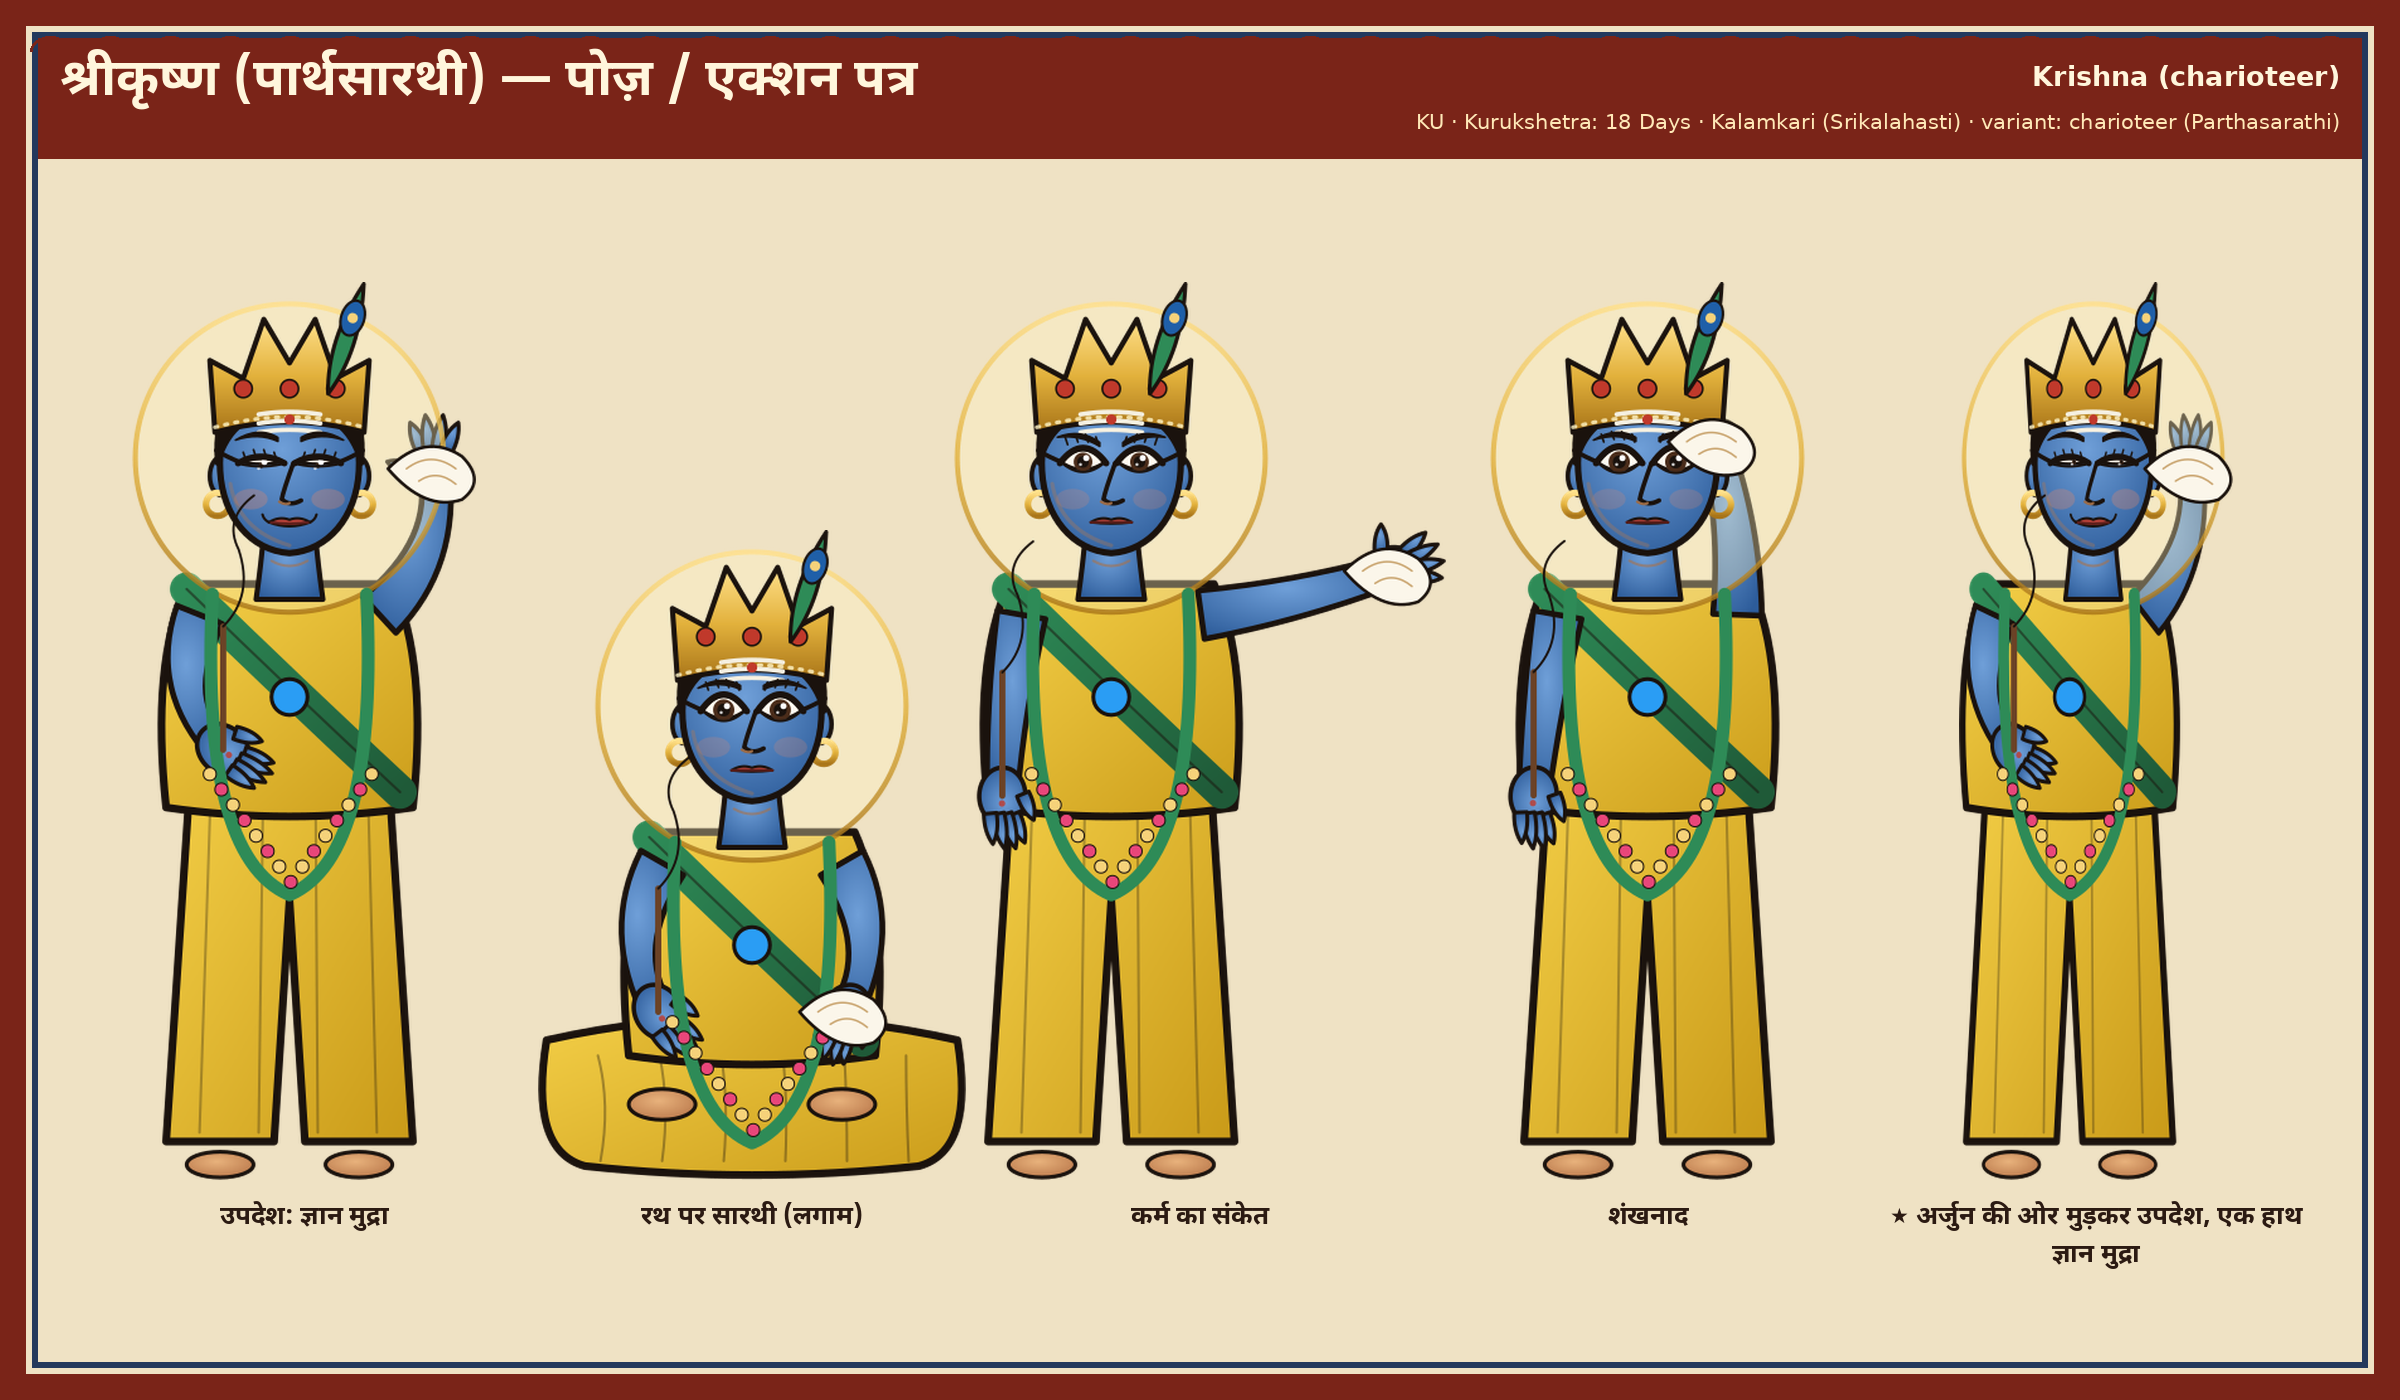 श्रीकृष्ण (पार्थसारथी) — पोज़ / एक्शन पत्र
Krishna (charioteer)
KU · Kurukshetra: 18 Days · Kalamkari (Srikalahasti) · variant: charioteer (Parthasarathi)
उपदेश: ज्ञान मुद्रा
रथ पर सारथी (लगाम)
कर्म का संकेत
शंखनाद
★ अर्जुन की ओर मुड़कर उपदेश, एक हाथ
ज्ञान मुद्रा